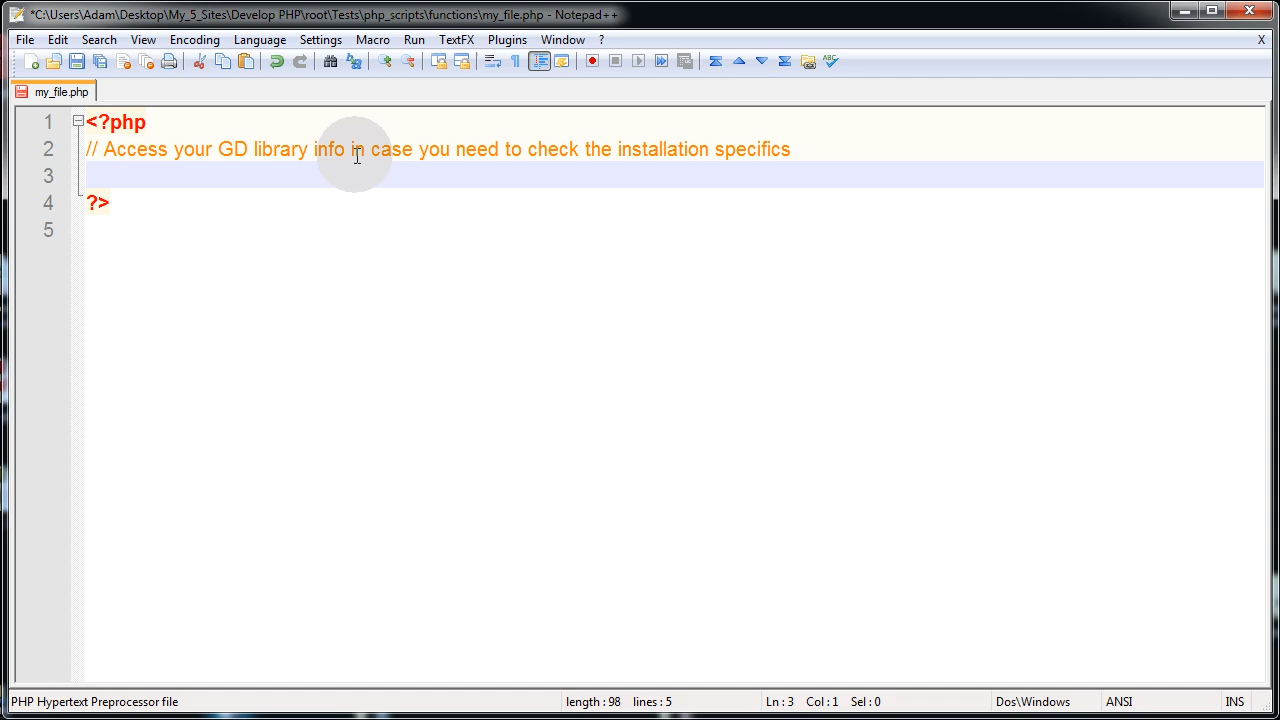 *C:\Users\Adam\Desktop\My_5_Sites\Develop PHP\root\Tests\php_scripts\functions\my_file.php - Notepad++
File Edit Search View Encoding Language Settings Macro Run TextFX Plugins Window ? X
my_file.php
1 <?php
2 // Access your GD library info in case you need to check the installation specifics
3
4 ?>
5
PHP Hypertext Preprocessor file length : 98 lines : 5 Ln : 3 Col : 1 Sel : 0 Dos\Windows ANSI INS